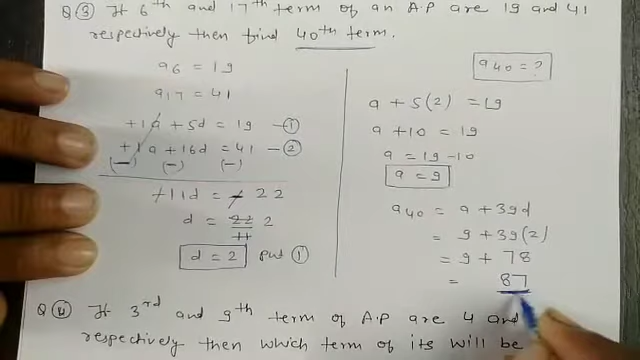 Q③ If 6th and 17th term of an A.P are 19 and 41
respectively then find 40th term.
a6 = 19
a17 = 41
+1a + 5d = 19 —①
+1a + 16d = 41 —②
(—) (—) (—)
+11d = + 22
d = 22/11 2
d = 2 put ①
a40 = ?
a + 5(2) = 19
a + 10 = 19
a = 19 - 10
a = 9
a40 = a + 39d
= 9 + 39(2)
= 9 + 78
= 87
Q④ If 3rd and 9th term of A.P are 4 and
respectively then which term of its will be